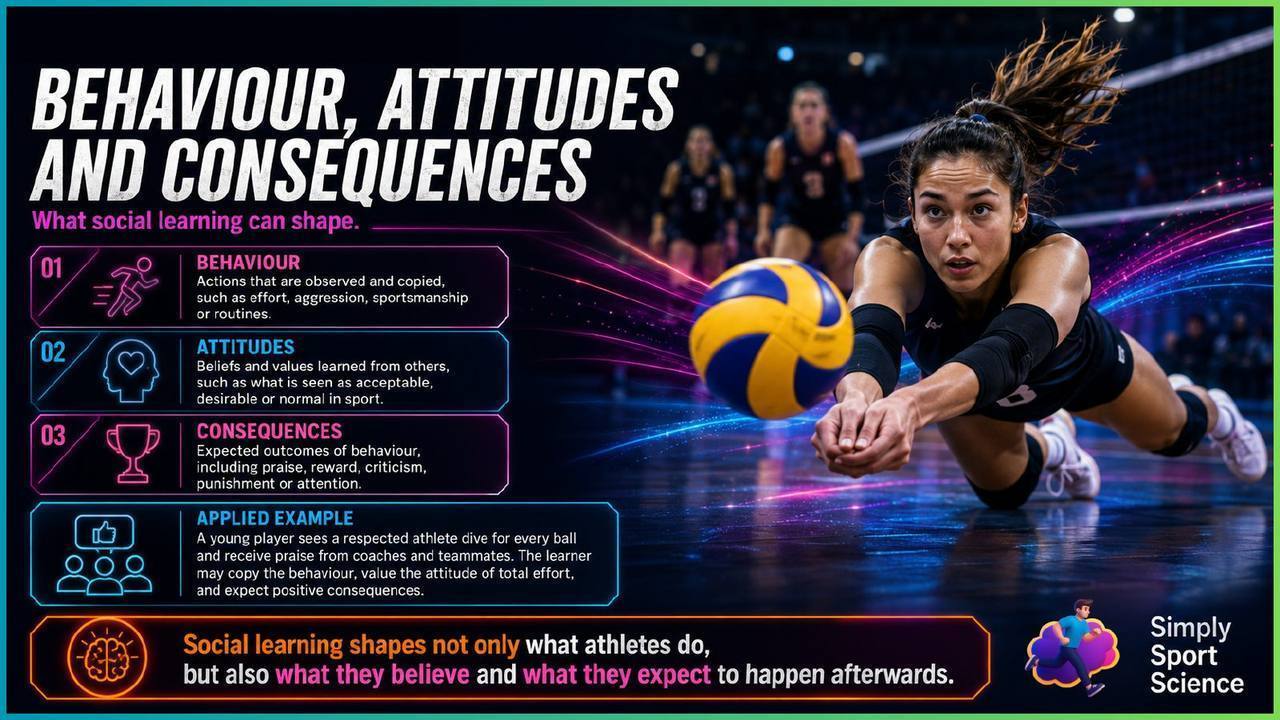 BEHAVIOUR, ATTITUDES
AND CONSEQUENCES
What social learning can shape.
01
BEHAVIOUR
Actions that are observed and copied,
such as effort, aggression, sportsmanship
or routines.
02
ATTITUDES
Beliefs and values learned from others,
such as what is seen as acceptable,
desirable or normal in sport.
03
CONSEQUENCES
Expected outcomes of behaviour,
including praise, reward, criticism,
punishment or attention.
APPLIED EXAMPLE
A young player sees a respected athlete dive for every ball
and receive praise from coaches and teammates. The learner
may copy the behaviour, value the attitude of total effort,
and expect positive consequences.
Social learning shapes not only what athletes do,
but also what they believe and what they expect to happen afterwards.
Simply
Sport
Science